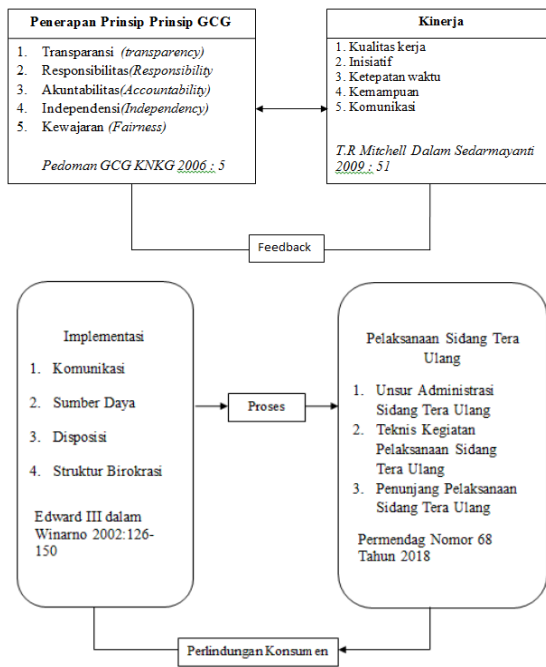 Penerapan Prinsip Prinsip GCG
1. Transparansi (transparency)
2. Responsibilitas(Responsibility
3. Akuntabilitas(Accountability)
4. Independensi(Independency)
5. Kewajaran (Fairness)
Pedoman GCG KNKG 2006 : 5
Kinerja
1. Kualitas kerja
2. Inisiatif
3. Ketepatan waktu
4. Kemampuan
5. Komunikasi
T.R Mitchell Dalam Sedarmayanti
2009 : 51
Feedback
Implementasi
1. Komunikasi
2. Sumber Daya
3. Disposisi
4. Struktur Birokrasi
Edward III dalam
Winarno 2002:126-
150
Proses
Pelaksanaan Sidang Tera
Ulang
1. Unsur Administrasi
Sidang Tera Ulang
2. Teknis Kegiatan
Pelaksanaan Sidang
Tera Ulang
3. Penunjang Pelaksanaan
Sidang Tera Ulang
Permendag Nomor 68
Tahun 2018
Perlindungan Konsumen